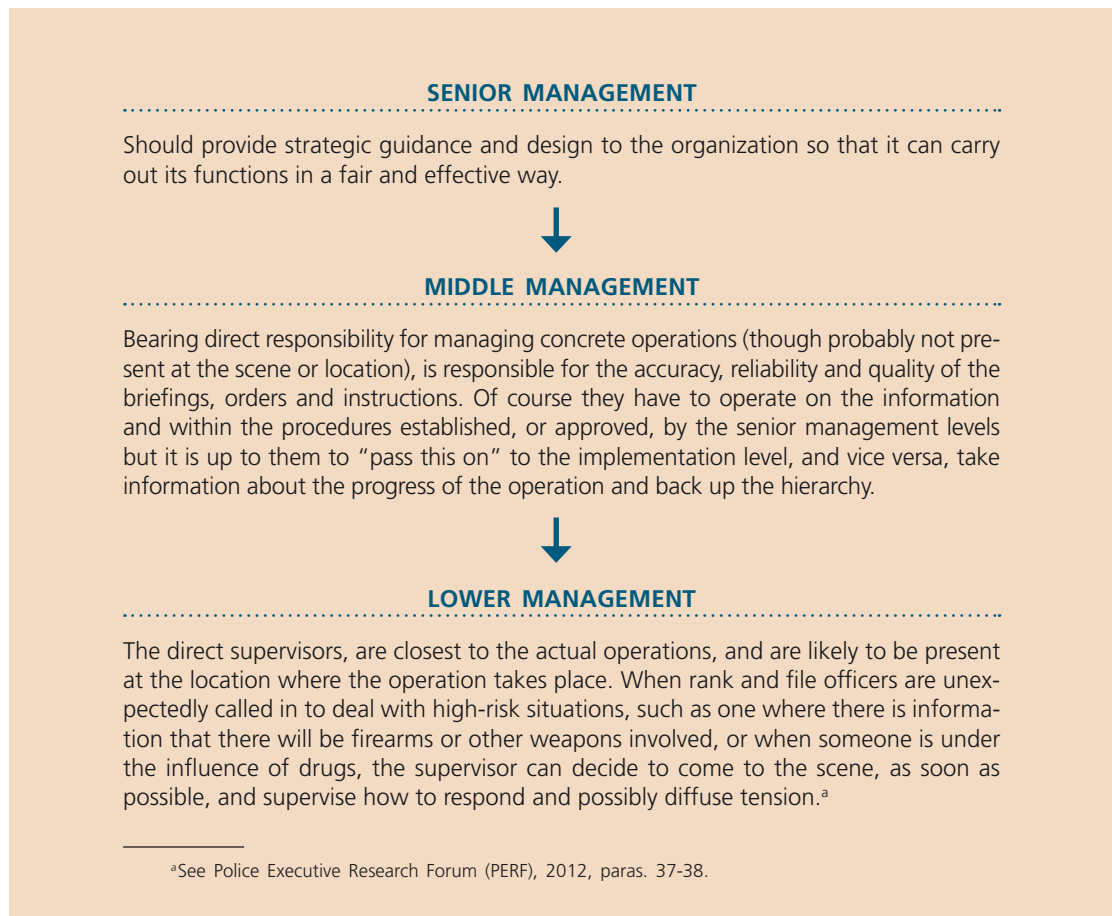 SENIOR MANAGEMENT
Should provide strategic guidance and design to the organization so that it can carry
out its functions in a fair and effective way.
MIDDLE MANAGEMENT
Bearing direct responsibility for managing concrete operations (though probably not pre-
sent at the scene or location), is responsible for the accuracy, reliability and quality of the
briefings, orders and instructions. Of course they have to operate on the information
and within the procedures established, or approved, by the senior management levels
but it is up to them to “pass this on” to the implementation level, and vice versa, take
information about the progress of the operation and back up the hierarchy.
LOWER MANAGEMENT
The direct supervisors, are closest to the actual operations, and are likely to be present
at the location where the operation takes place. When rank and file officers are unex-
pectedly called in to deal with high-risk situations, such as one where there is informa-
tion that there will be firearms or other weapons involved, or when someone is under
the influence of drugs, the supervisor can decide to come to the scene, as soon as
possible, and supervise how to respond and possibly diffuse tension.ᵃ
ᵃSee Police Executive Research Forum (PERF), 2012, paras. 37-38.